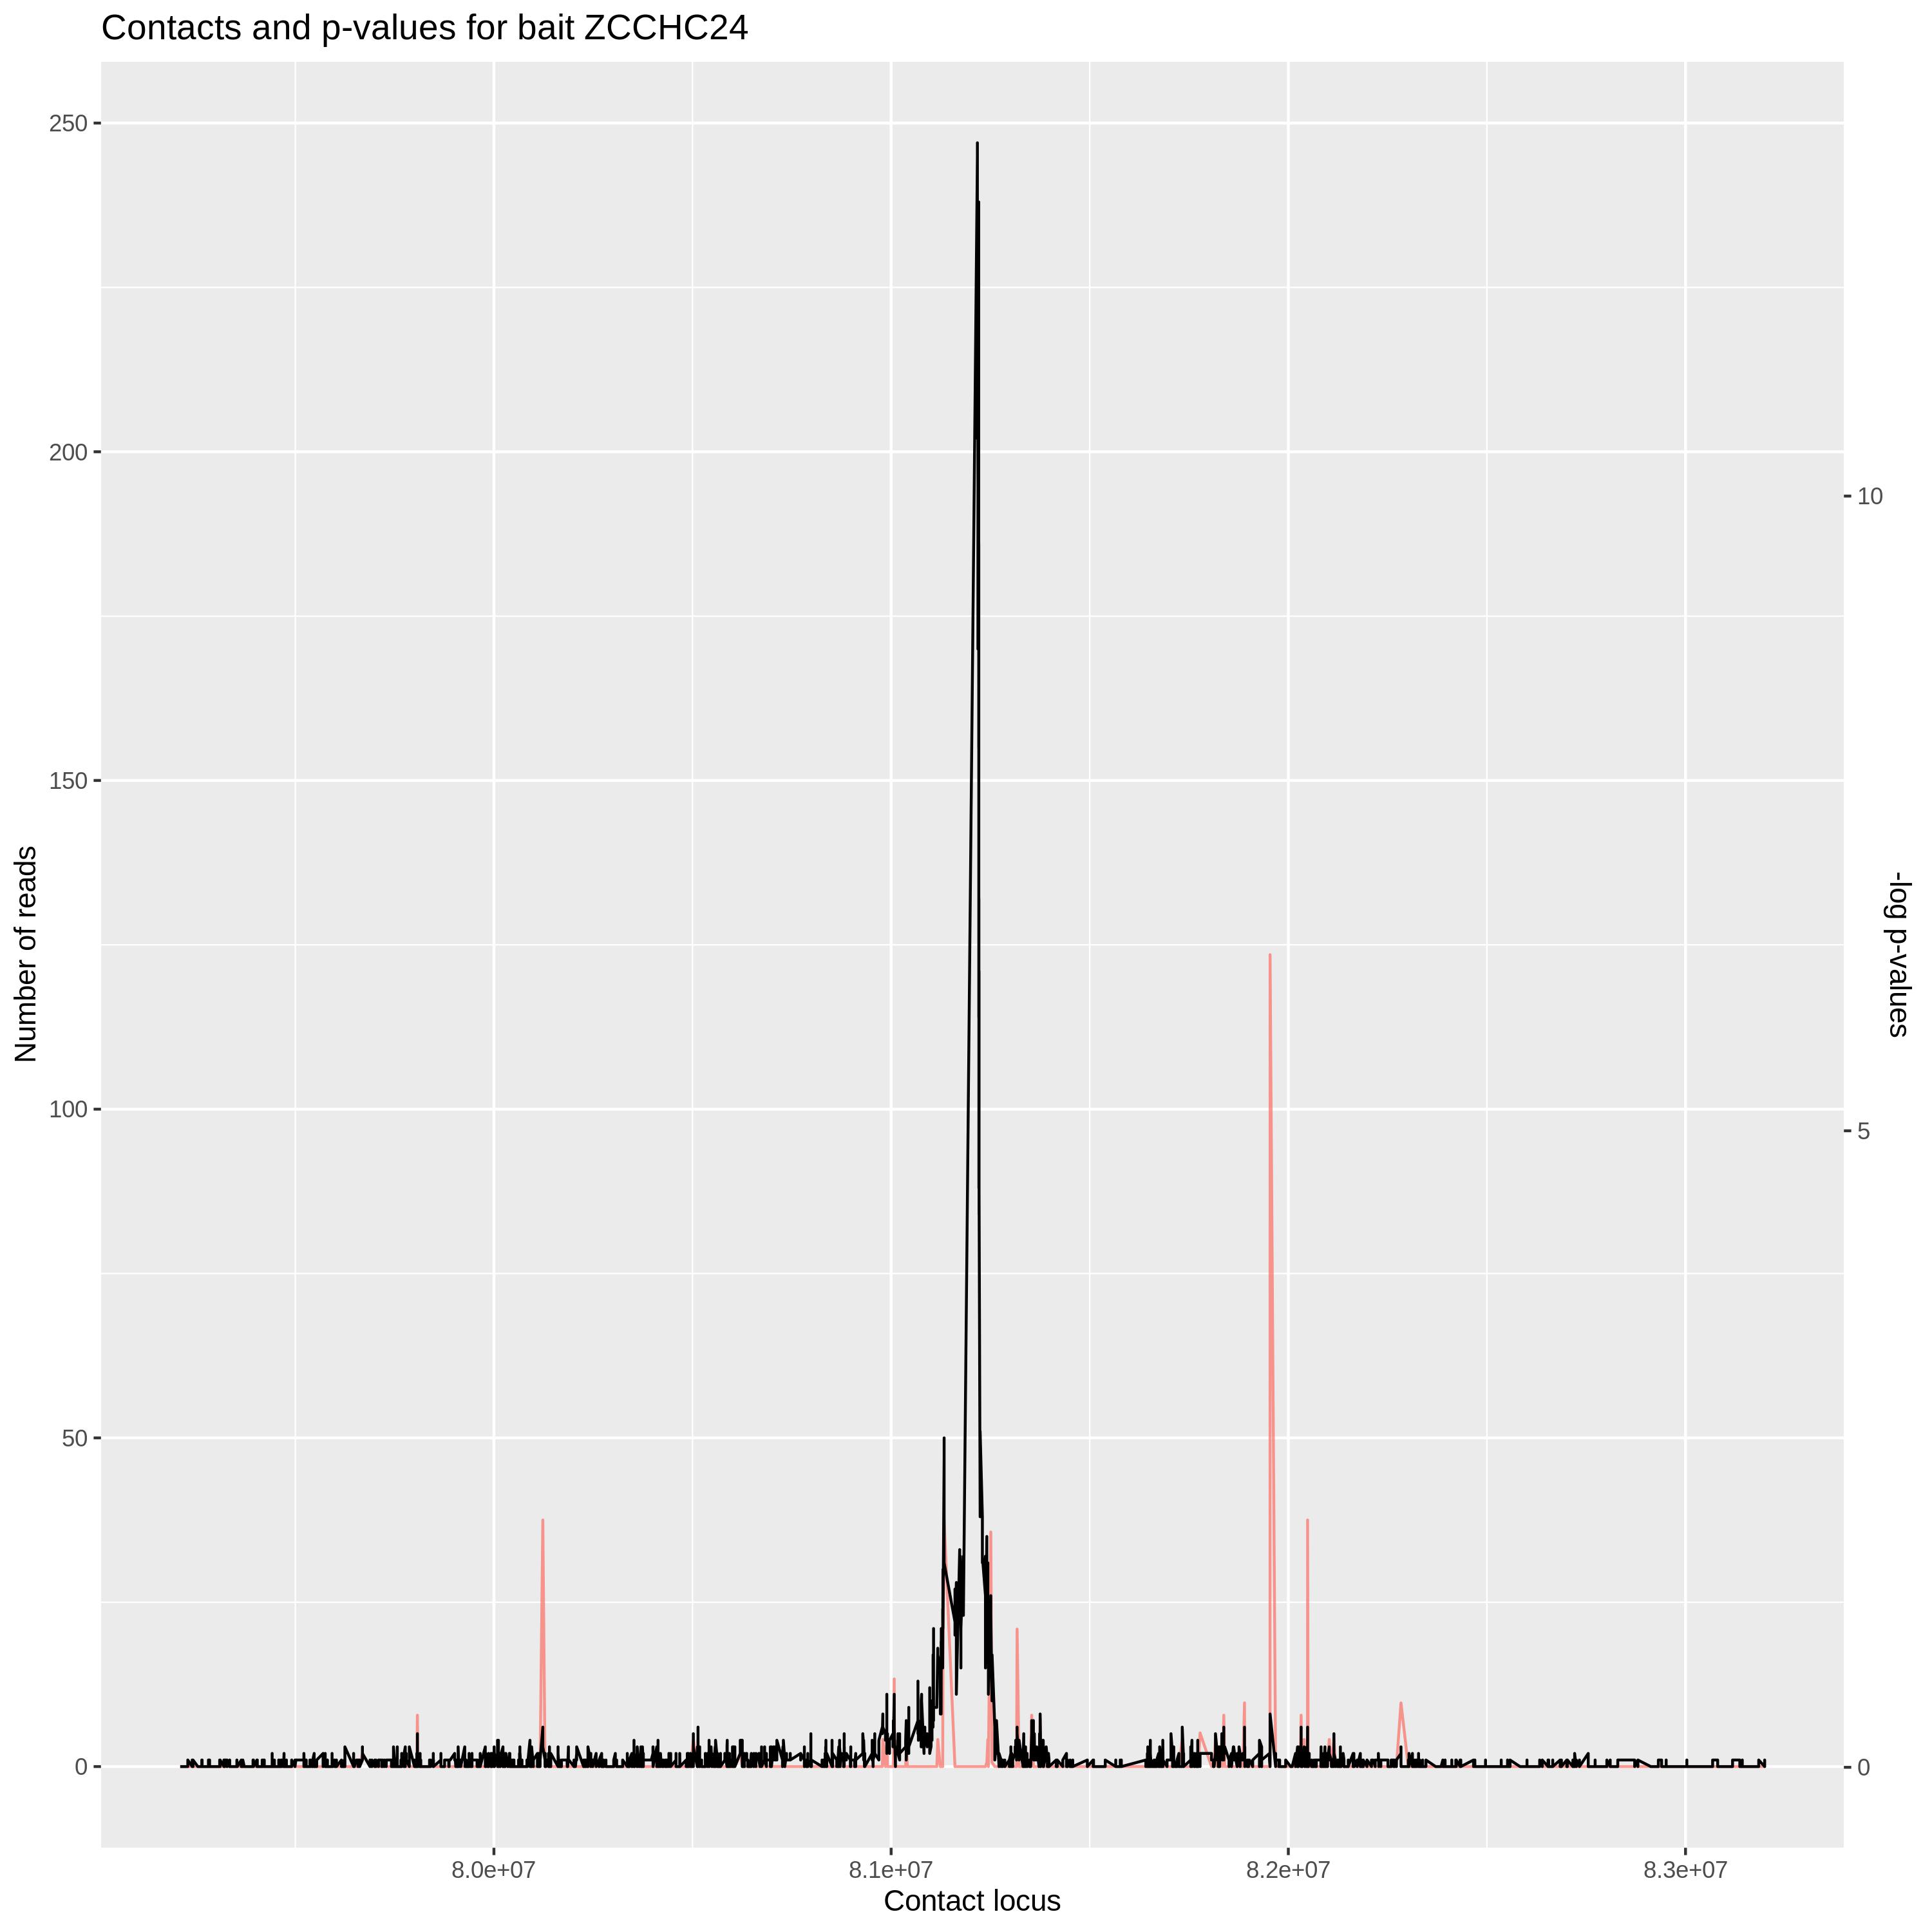 Contacts and p-values for bait ZCCHC24
250
200
150
100
50
0
Number of reads
10
5
0
-log p-values
8.0e+07
8.1e+07
8.2e+07
8.3e+07
Contact locus